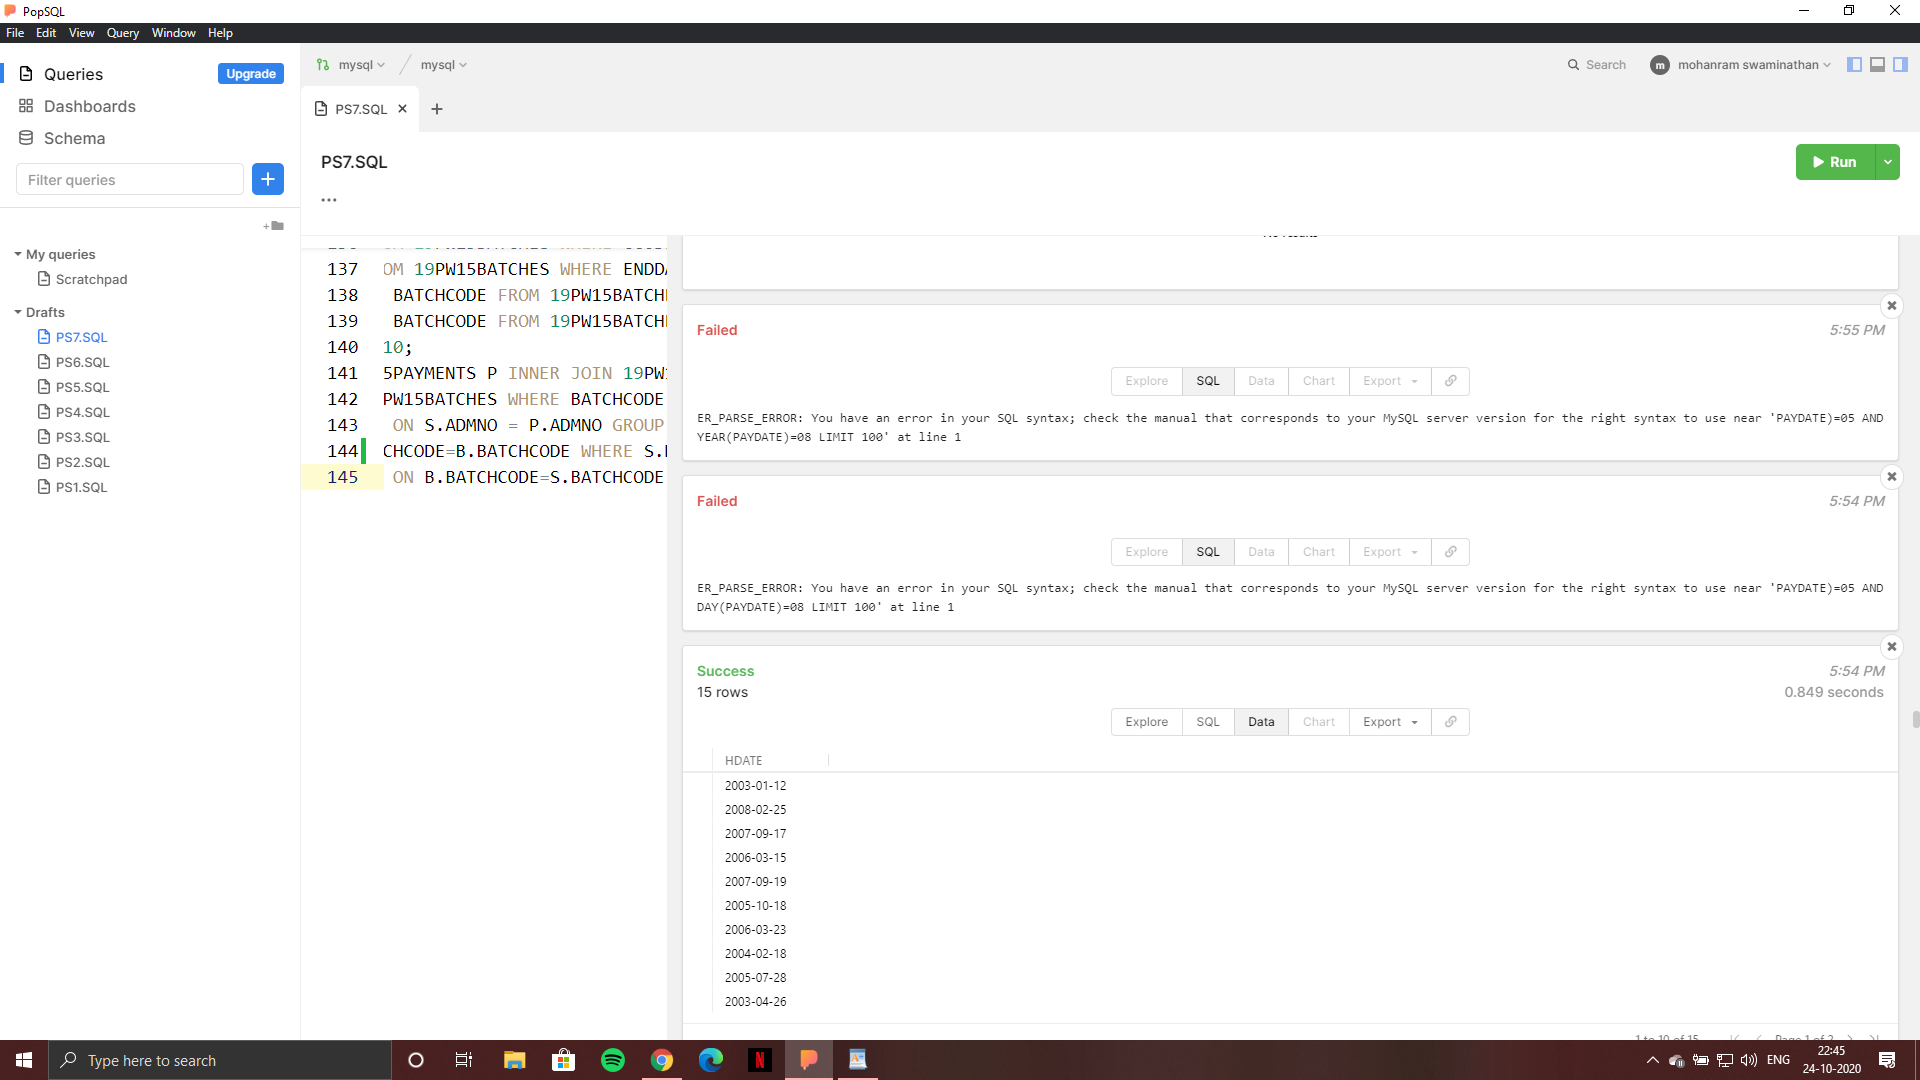 PopSQL
File Edit View Query Window Help
Queries
Upgrade
Dashboards
Schema
Filter queries
My queries
Scratchpad
Drafts
PS7.SQL
PS6.SQL
PS5.SQL
PS4.SQL
PS3.SQL
PS2.SQL
PS1.SQL
mysql
mysql
Search
m
mohanram swaminathan
PS7.SQL
PS7.SQL
Run
137 OM 19PW15BATCHES WHERE ENDDA
138 BATCHCODE FROM 19PW15BATCH
139 BATCHCODE FROM 19PW15BATCH
140 10;
141 5PAYMENTS P INNER JOIN 19PW
142 PW15BATCHES WHERE BATCHCODE
143 ON S.ADMNO = P.ADMNO GROUP
144 CHCODE=B.BATCHCODE WHERE S.
145 ON B.BATCHCODE=S.BATCHCODE
Failed
5:55 PM
Explore SQL Data Chart Export
ER_PARSE_ERROR: You have an error in your SQL syntax; check the manual that corresponds to your MySQL server version for the right syntax to use near 'PAYDATE)=05 AND
YEAR(PAYDATE)=08 LIMIT 100' at line 1
Failed
5:54 PM
Explore SQL Data Chart Export
ER_PARSE_ERROR: You have an error in your SQL syntax; check the manual that corresponds to your MySQL server version for the right syntax to use near 'PAYDATE)=05 AND
DAY(PAYDATE)=08 LIMIT 100' at line 1
Success
5:54 PM
15 rows
0.849 seconds
Explore SQL Data Chart Export
HDATE
2003-01-12
2008-02-25
2007-09-17
2006-03-15
2007-09-19
2005-10-18
2006-03-23
2004-02-18
2005-07-28
2003-04-26
1 to 10 of 15 Page 1 of 2
Type here to search
ENG
22:45
24-10-2020